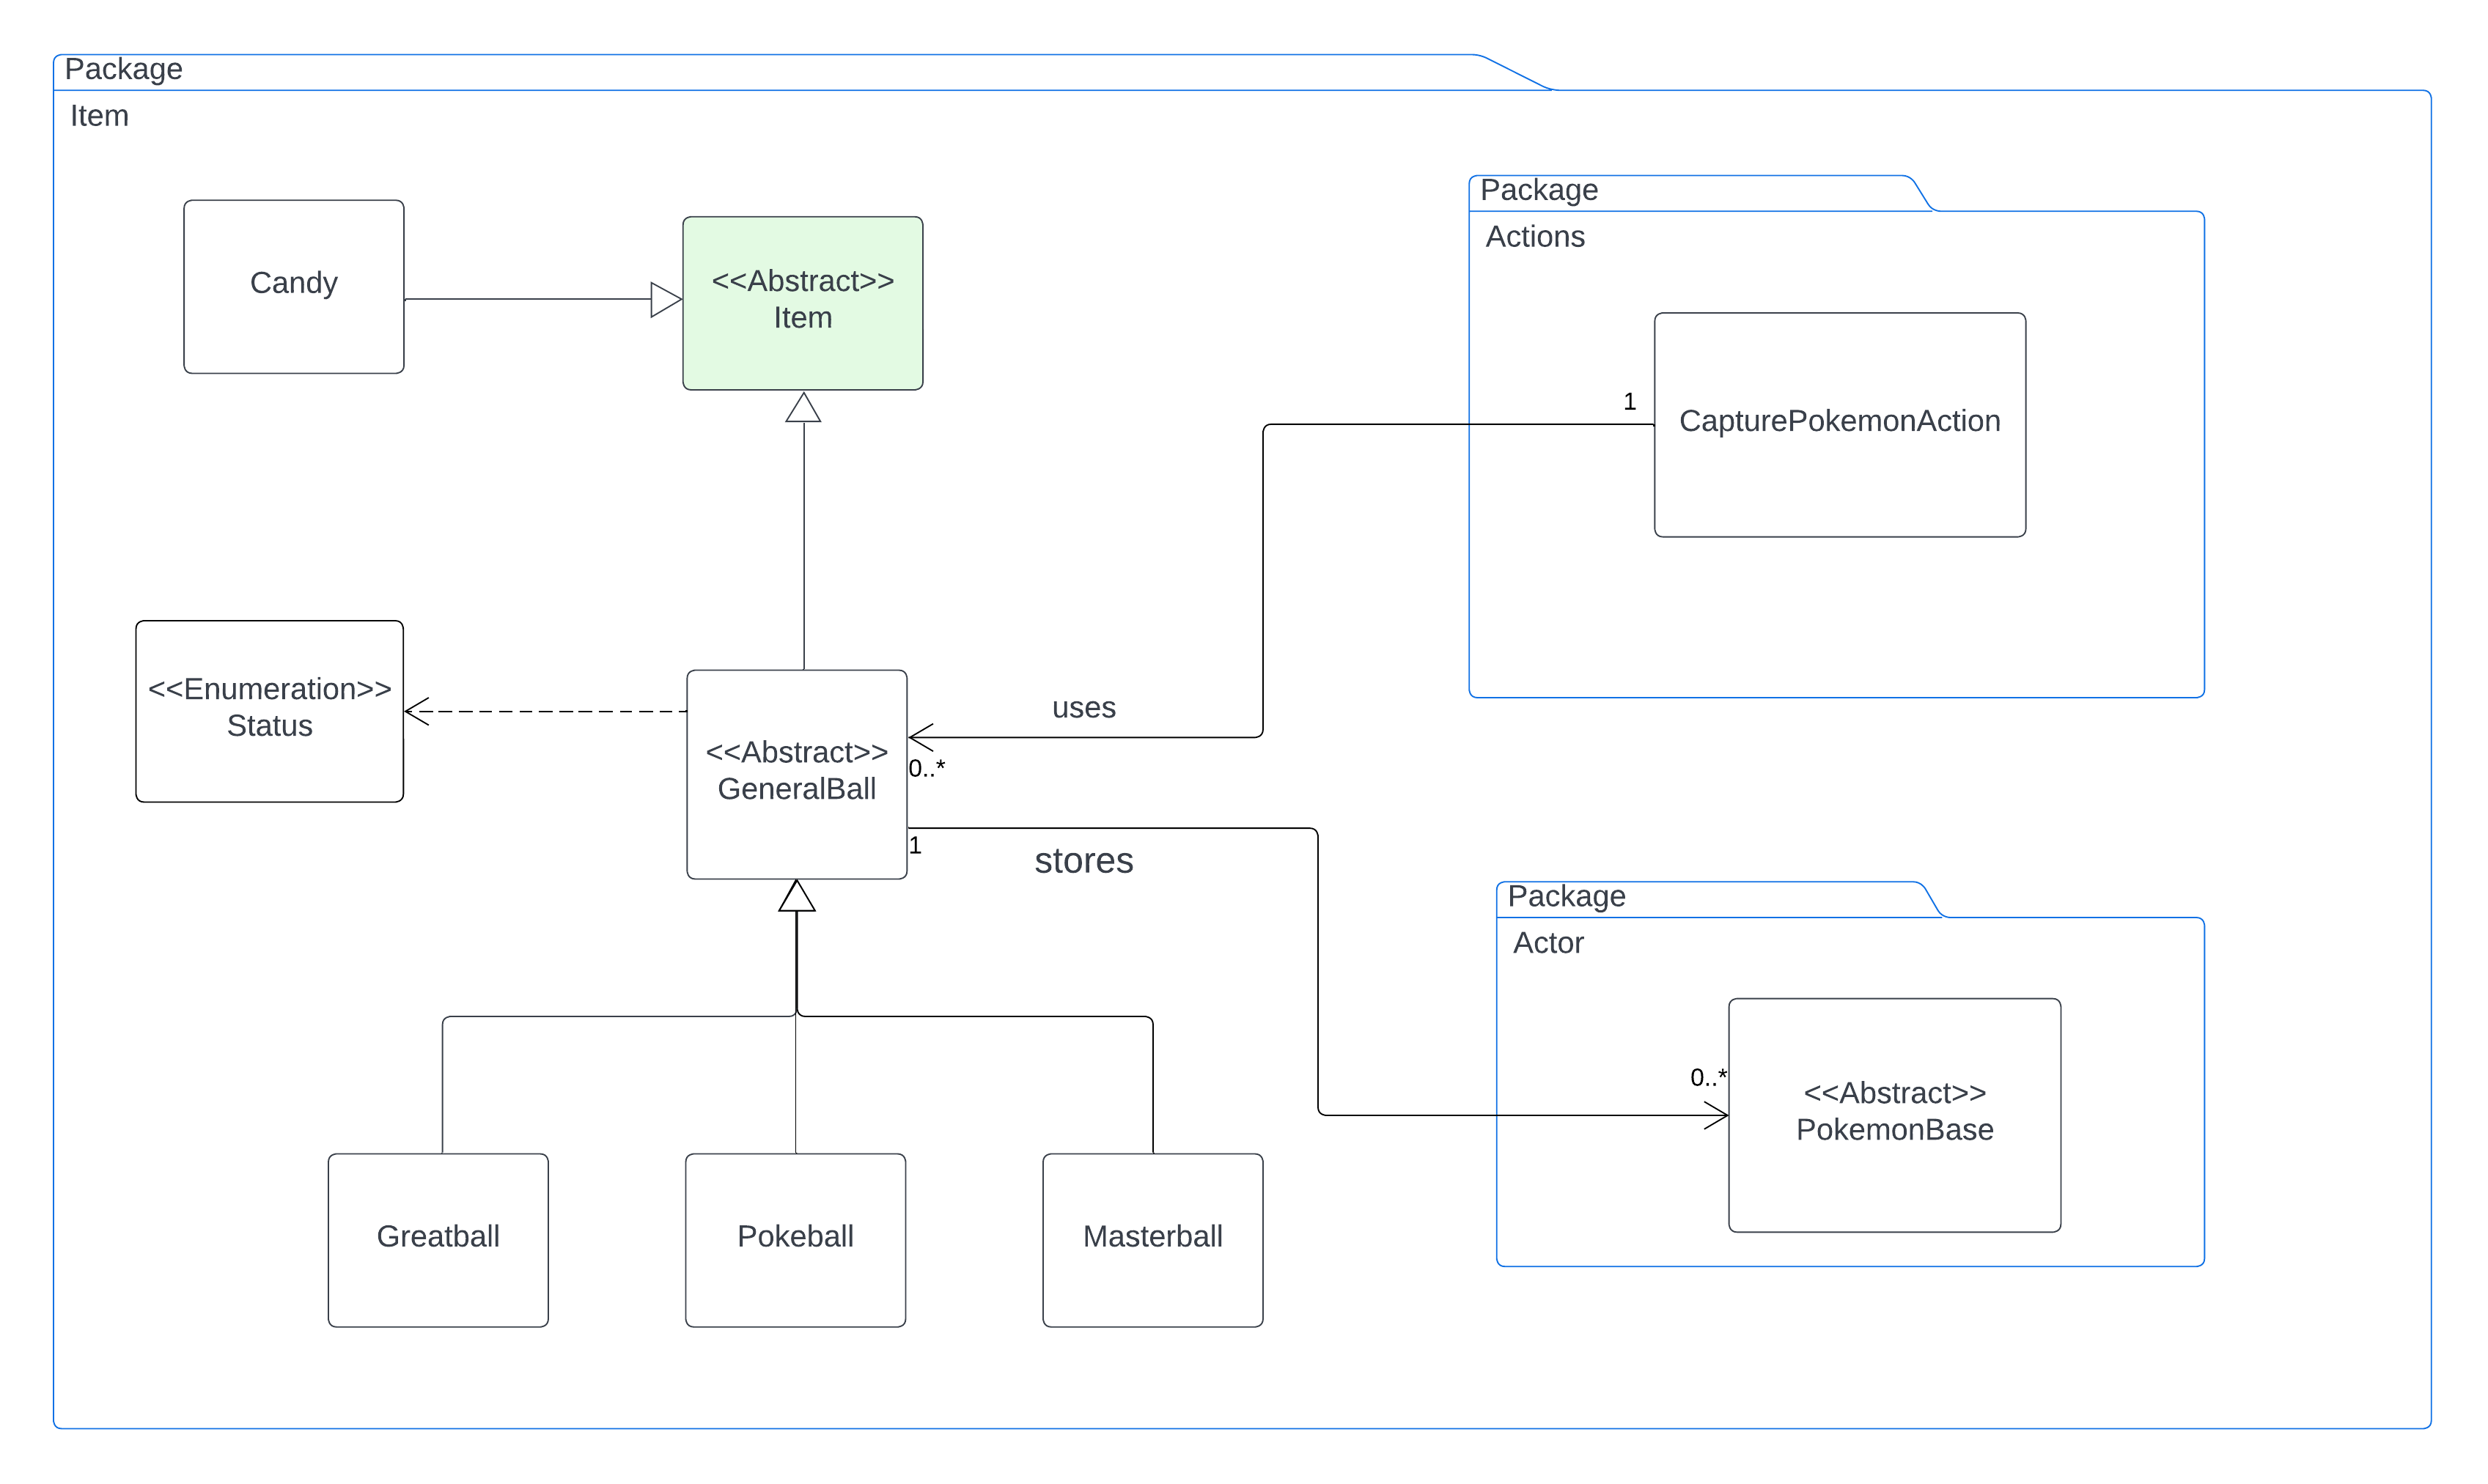 Package
Item
Package
Actions
Candy
<<Abstract>>
Item
1
CapturePokemonAction
<<Enumeration>>
Status
uses
<<Abstract>>
GeneralBall
0..*
1
stores
Package
Actor
0..*
<<Abstract>>
PokemonBase
Greatball
Pokeball
Masterball